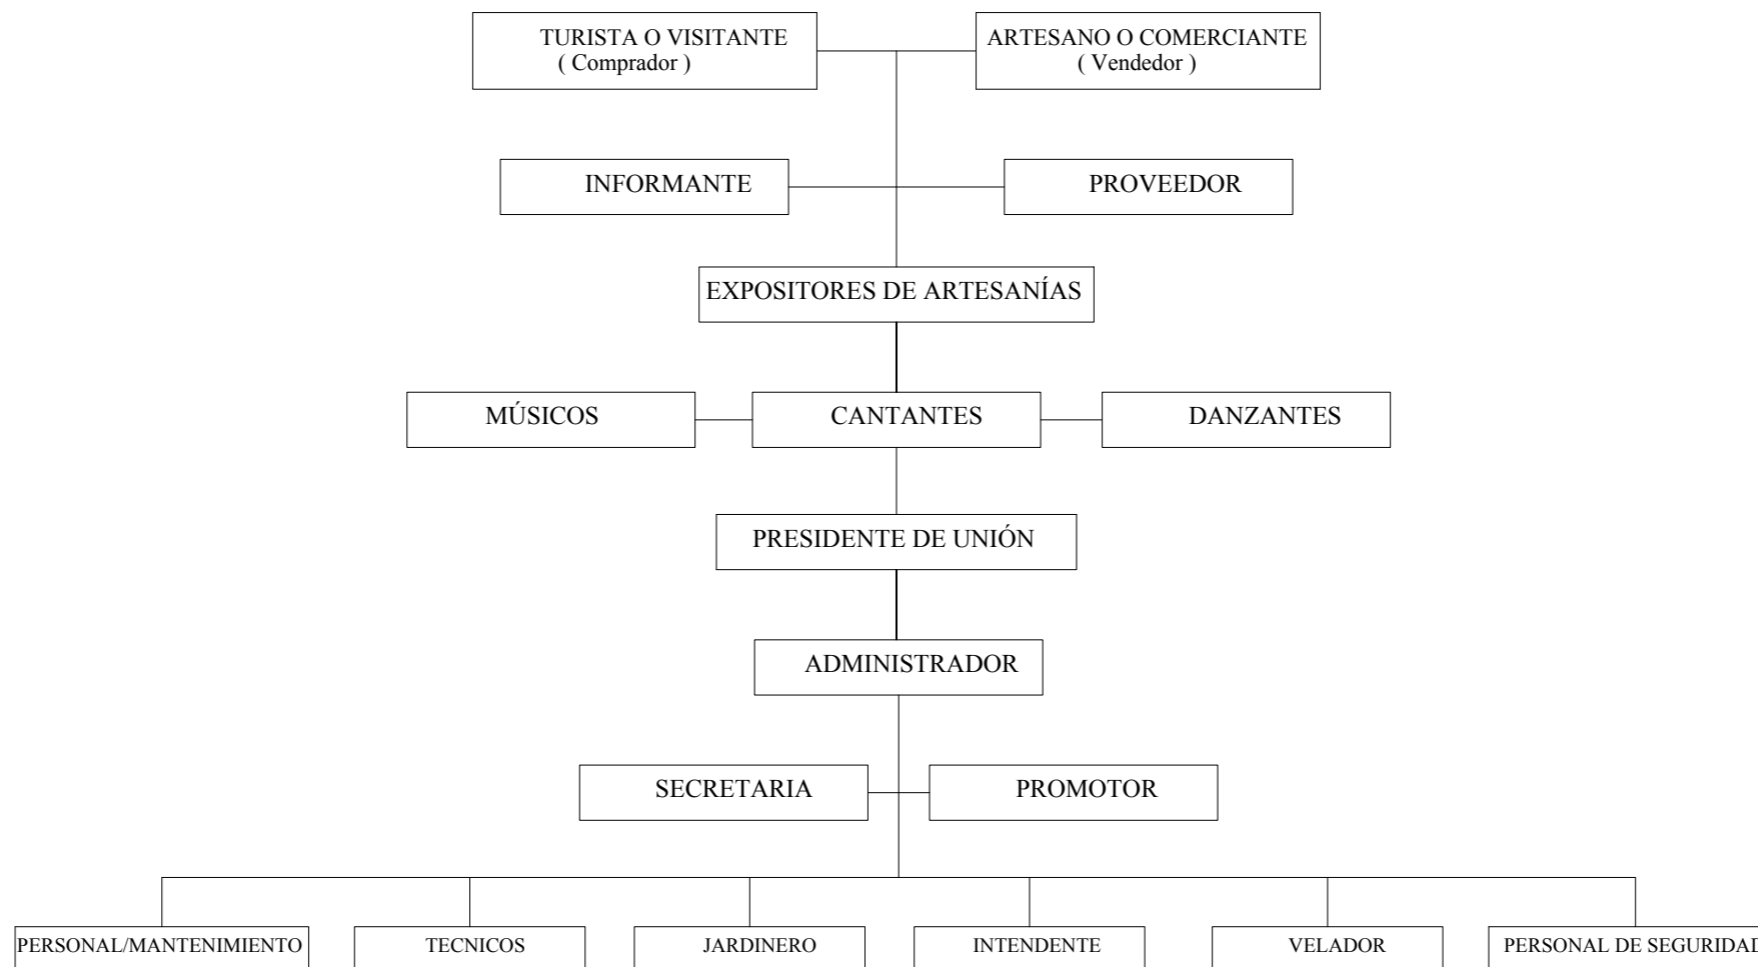 TURISTA O VISITANTE
( Comprador )
ARTESANO O COMERCIANTE
( Vendedor )
INFORMANTE
PROVEEDOR
EXPOSITORES DE ARTESANÍAS
MÚSICOS
CANTANTES
DANZANTES
PRESIDENTE DE UNIÓN
ADMINISTRADOR
SECRETARIA
PROMOTOR
PERSONAL/MANTENIMIENTO
TECNICOS
JARDINERO
INTENDENTE
VELADOR
PERSONAL DE SEGURIDAD